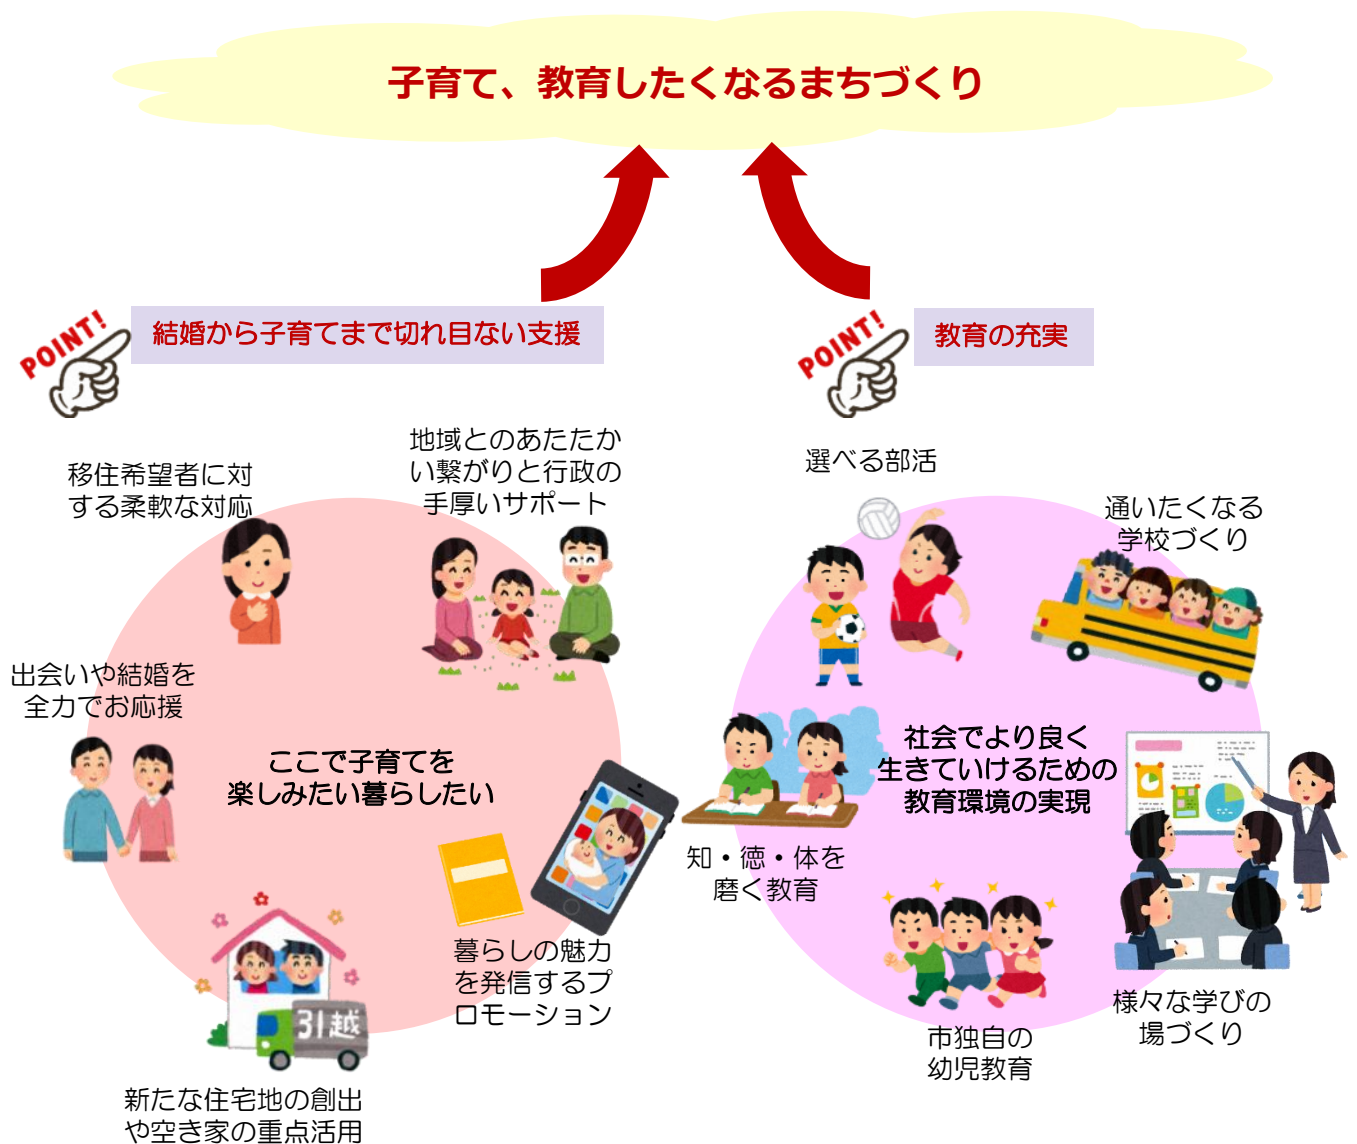 子育て、教育したくなるまちづくり
POINT!
結婚から子育てまで切れ目ない支援
移住希望者に対
する柔軟な対応
地域とのあたたか
い繋がりと行政の
手厚いサポート
出会いや結婚を
全力でお応援
ここで子育てを
楽しみたい暮らしたい
31越
新たな住宅地の創出
や空き家の重点活用
暮らしの魅力
を発信するプ
ロモーション
POINT!
教育の充実
選べる部活
通いたくなる
学校づくり
社会でより良く
生きていけるための
教育環境の実現
知・徳・体を
磨く教育
市独自の
幼児教育
様々な学びの
場づくり